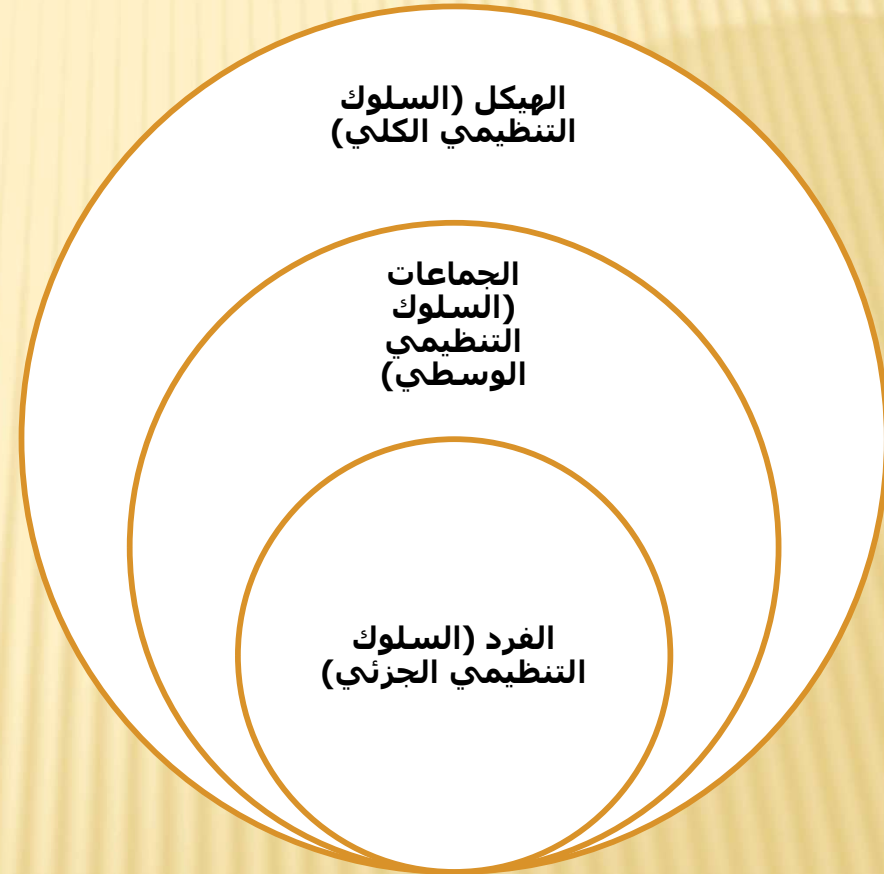 الهيكل (السلوك
التنظيمي الكلي)
الجماعات
(السلوك
التنظيمي
الوسطي)
الفرد (السلوك
التنظيمي الجزئي)